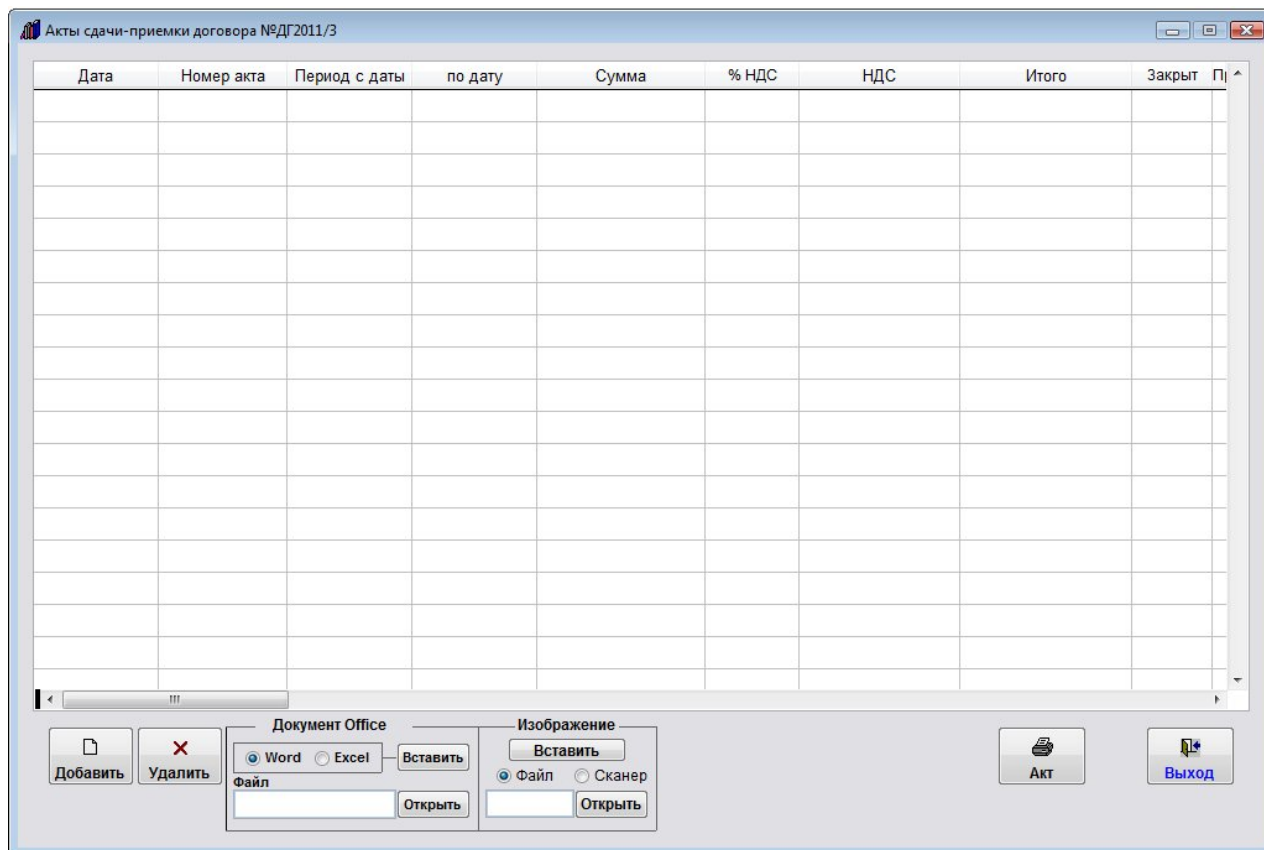 Акты сдачи-приемки договора №ДГ2011/3
Дата Номер акта Период с даты по дату Сумма % НДС НДС Итого Закрыт
Документ Office Изображение
Добавить Удалить Word Excel Вставить Вставить Акт Выход
Файл Файл Сканер
Открыть Открыть